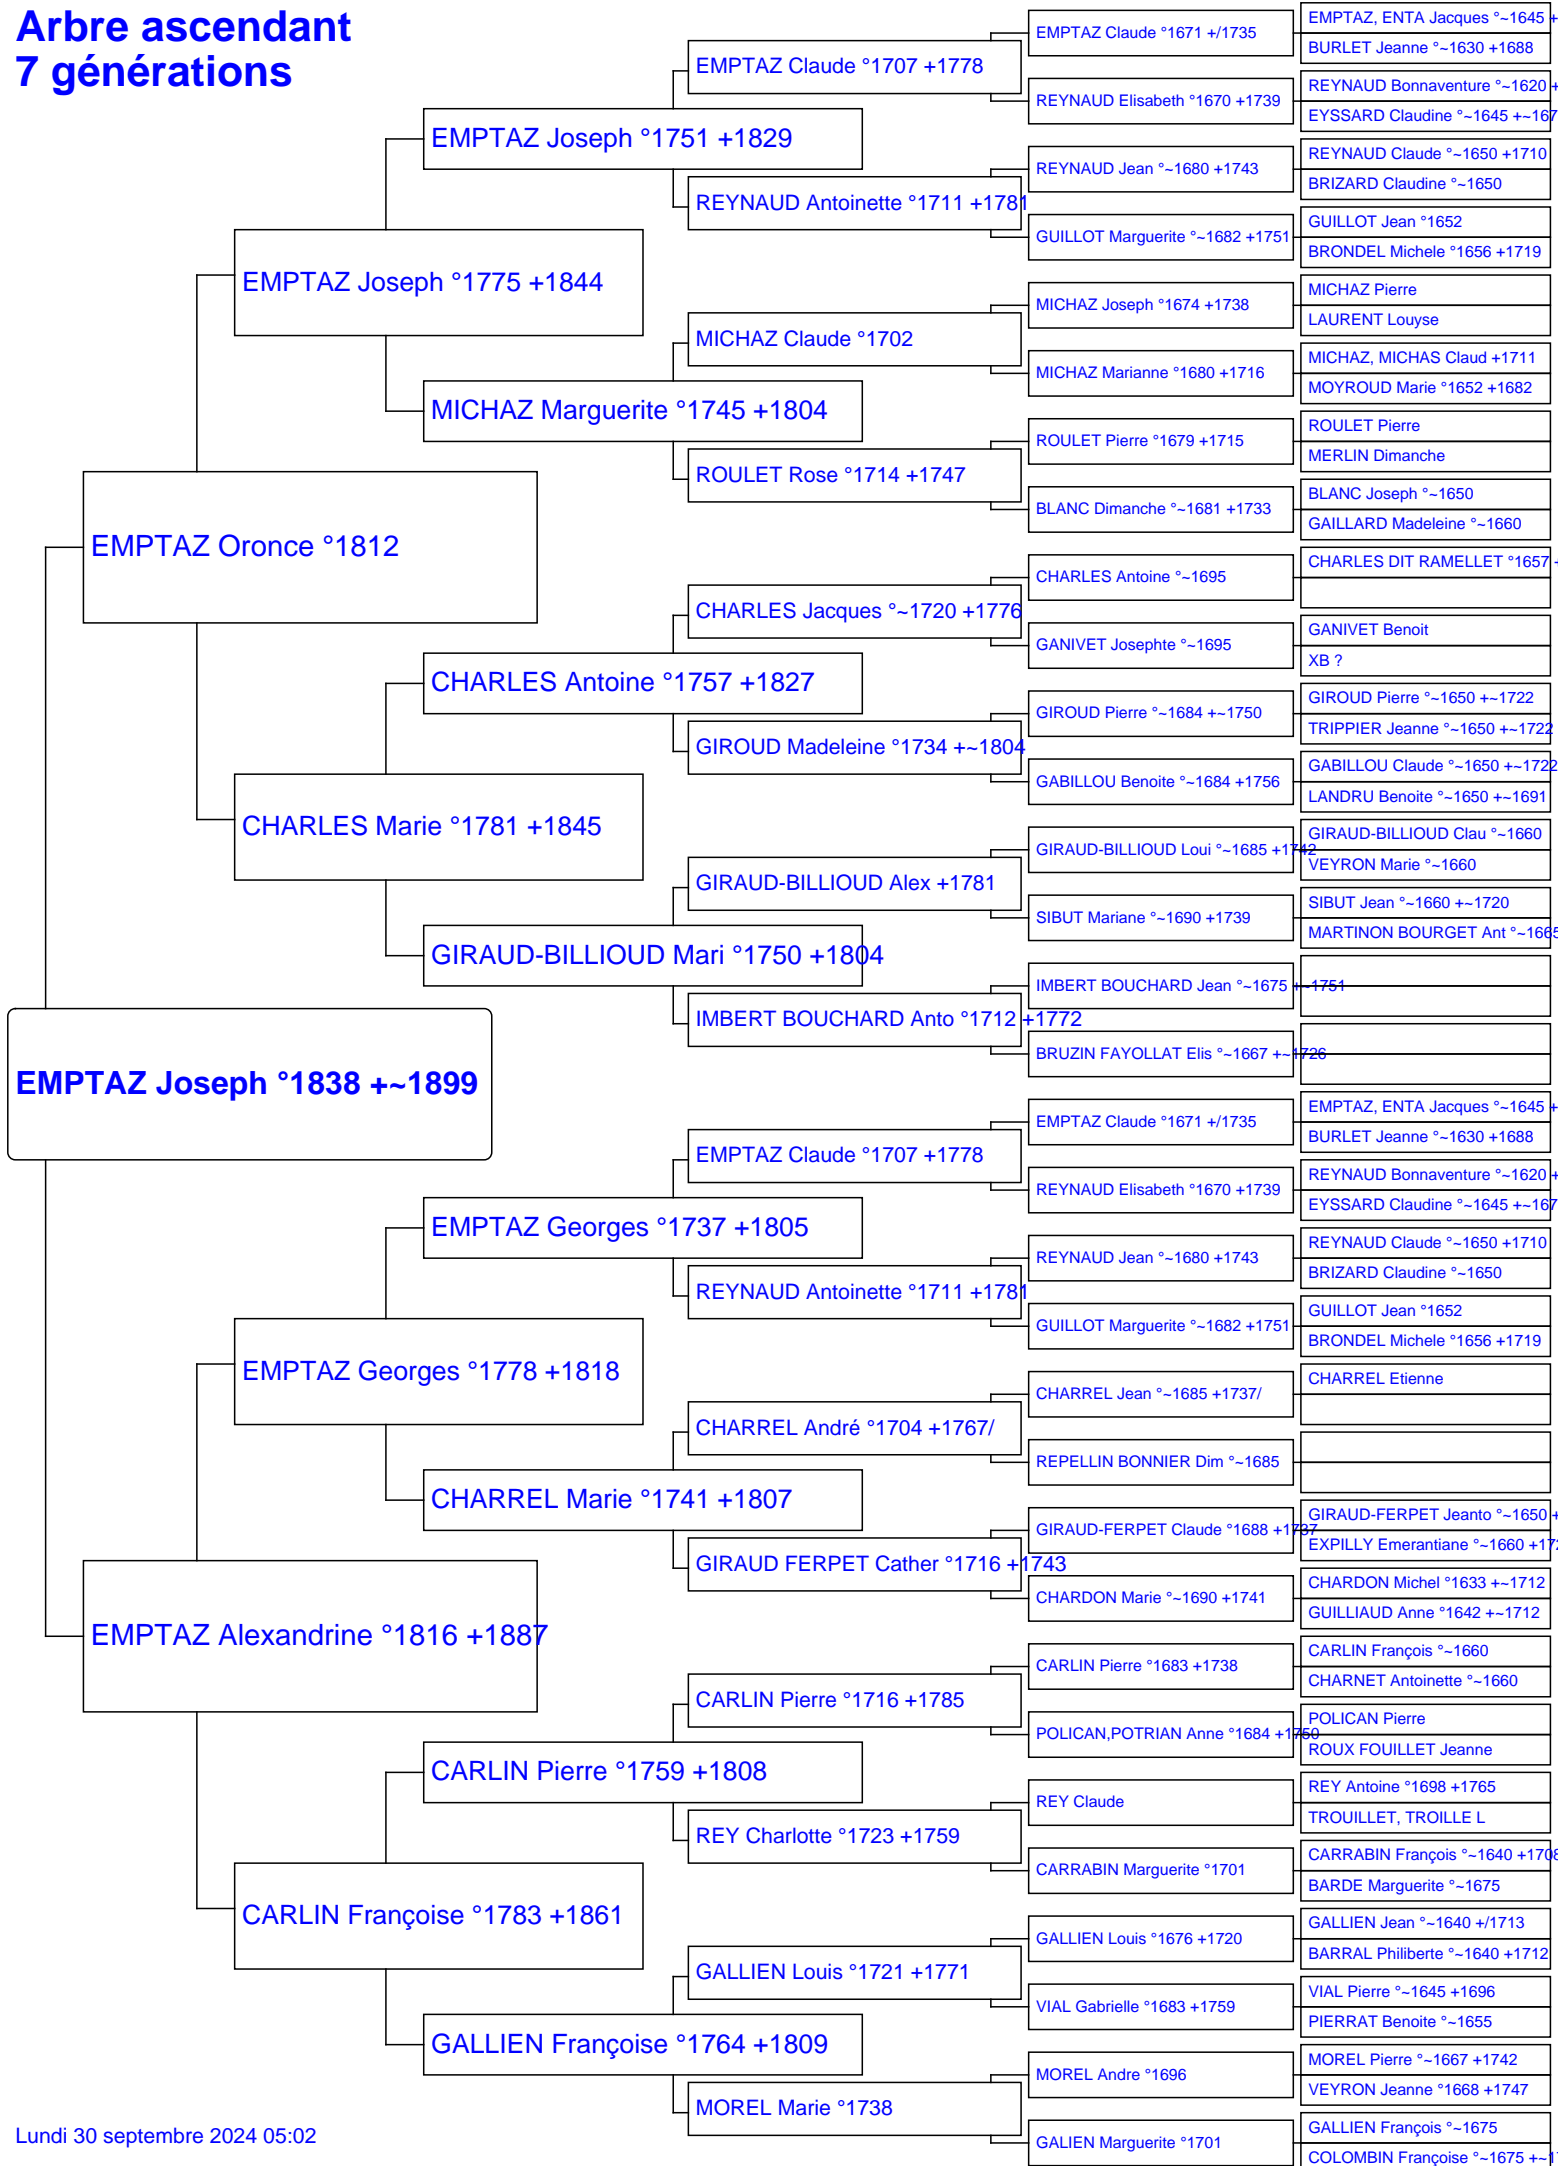 Arbre ascendant
7 générations
EMPTAZ Joseph °1838 +~1899
EMPTAZ Oronce °1812
EMPTAZ Alexandrine °1816 +1887
EMPTAZ Joseph °1775 +1844
CHARLES Marie °1781 +1845
EMPTAZ Georges °1778 +1818
CARLIN Françoise °1783 +1861
EMPTAZ Joseph °1751 +1829
MICHAZ Marguerite °1745 +1804
CHARLES Antoine °1757 +1827
GIRAUD-BILLIOUD Mari °1750 +1804
EMPTAZ Georges °1737 +1805
CHARREL Marie °1741 +1807
CARLIN Pierre °1759 +1808
GALLIEN Françoise °1764 +1809
EMPTAZ Claude °1707 +1778
REYNAUD Antoinette °1711 +1781
MICHAZ Claude °1702
ROULET Rose °1714 +1747
CHARLES Jacques °~1720 +1776
GIROUD Madeleine °1734 +~1804
GIRAUD-BILLIOUD Alex +1781
IMBERT BOUCHARD Anto °1712 +1772
EMPTAZ Claude °1707 +1778
REYNAUD Antoinette °1711 +1781
CHARREL André °1704 +1767/
GIRAUD FERPET Cather °1716 +1743
CARLIN Pierre °1716 +1785
REY Charlotte °1723 +1759
GALLIEN Louis °1721 +1771
MOREL Marie °1738
EMPTAZ Claude °1671 +/1735
REYNAUD Elisabeth °1670 +1739
REYNAUD Jean °~1680 +1743
GUILLOT Marguerite °~1682 +1751
MICHAZ Joseph °1674 +1738
MICHAZ Marianne °1680 +1716
ROULET Pierre °1679 +1715
BLANC Dimanche °~1681 +1733
CHARLES Antoine °~1695
GANIVET Josephte °~1695
GIROUD Pierre °~1684 +~1750
GABILLOU Benoite °~1684 +1756
GIRAUD-BILLIOUD Loui °~1685 +1742
SIBUT Mariane °~1690 +1739
IMBERT BOUCHARD Jean °~1675 +~1751
BRUZIN FAYOLLAT Elis °~1667 +~1726
EMPTAZ Claude °1671 +/1735
REYNAUD Elisabeth °1670 +1739
REYNAUD Jean °~1680 +1743
GUILLOT Marguerite °~1682 +1751
CHARREL Jean °~1685 +1737/
REPELLIN BONNIER Dim °~1685
GIRAUD-FERPET Claude °1688 +1737
CHARDON Marie °~1690 +1741
CARLIN Pierre °1683 +1738
POLICAN,POTRIAN Anne °1684 +1750
REY Claude
CARRABIN Marguerite °1701
GALLIEN Louis °1676 +1720
VIAL Gabrielle °1683 +1759
MOREL Andre °1696
GALIEN Marguerite °1701
EMPTAZ, ENTA Jacques °~1645 +
BURLET Jeanne °~1630 +1688
REYNAUD Bonnaventure °~1620 +
EYSSARD Claudine °~1645 +~167
REYNAUD Claude °~1650 +1710
BRIZARD Claudine °~1650
GUILLOT Jean °1652
BRONDEL Michele °1656 +1719
MICHAZ Pierre
LAURENT Louyse
MICHAZ, MICHAS Claud +1711
MOYROUD Marie °1652 +1682
ROULET Pierre
MERLIN Dimanche
BLANC Joseph °~1650
GAILLARD Madeleine °~1660
CHARLES DIT RAMELLET °1657 +
GANIVET Benoit
XB ?
GIROUD Pierre °~1650 +~1722
TRIPPIER Jeanne °~1650 +~1722
GABILLOU Claude °~1650 +~1722
LANDRU Benoite °~1650 +~1691
GIRAUD-BILLIOUD Clau °~1660
VEYRON Marie °~1660
SIBUT Jean °~1660 +~1720
MARTINON BOURGET Ant °~1665
EMPTAZ, ENTA Jacques °~1645 +
BURLET Jeanne °~1630 +1688
REYNAUD Bonnaventure °~1620 +
EYSSARD Claudine °~1645 +~167
REYNAUD Claude °~1650 +1710
BRIZARD Claudine °~1650
GUILLOT Jean °1652
BRONDEL Michele °1656 +1719
CHARREL Etienne
GIRAUD-FERPET Jeanto °~1650 +
EXPILLY Emerantiane °~1660 +172
CHARDON Michel °1633 +~1712
GUILLIAUD Anne °1642 +~1712
CARLIN François °~1660
CHARNET Antoinette °~1660
POLICAN Pierre
ROUX FOUILLET Jeanne
REY Antoine °1698 +1765
TROUILLET, TROILLE L
CARRABIN François °~1640 +1708
BARDE Marguerite °~1675
GALLIEN Jean °~1640 +/1713
BARRAL Philiberte °~1640 +1712
VIAL Pierre °~1645 +1696
PIERRAT Benoite °~1655
MOREL Pierre °~1667 +1742
VEYRON Jeanne °1668 +1747
GALLIEN François °~1675
COLOMBIN Françoise °~1675 +~1
Lundi 30 septembre 2024 05:02